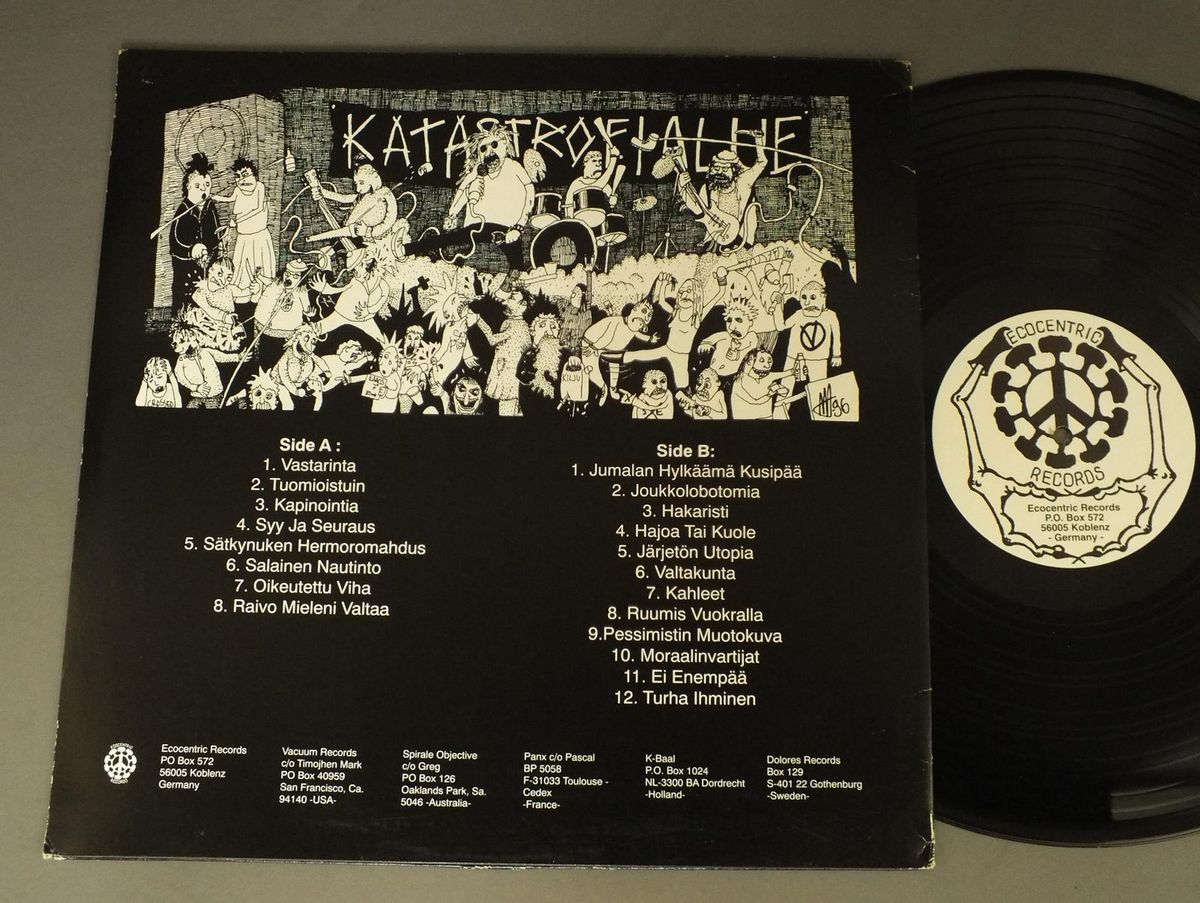 KATASTROFIALUE
KILJU
V
XE
96
Side A :
1. Vastarinta
2. Tuomioistuin
3. Kapinointia
4. Syy Ja Seuraus
5. Sätkynuken Hermoromahdus
6. Salainen Nautinto
7. Oikeutettu Viha
8. Raivo Mieleni Valtaa
Side B:
1. Jumalan Hylkäämä Kusipää
2. Joukkolobotomia
3. Hakaristi
4. Hajoa Tai Kuole
5. Järjetön Utopia
6. Valtakunta
7. Kahleet
8. Ruumis Vuokralla
9.Pessimistin Muotokuva
10. Moraalinvartijat
11. Ei Enempää
12. Turha Ihminen
ECOCENTRIC
RECORDS
Ecocentric Records
PO Box 572
56005 Koblenz
Germany
Vacuum Records
c/o Timojhen Mark
PO Box 40959
San Francisco, Ca.
94140 -USA-
Spirale Objective
c/o Greg
PO Box 126
Oaklands Park, Sa.
5046 -Australia-
Panx c/o Pascal
BP 5058
F-31033 Toulouse -
Cedex
-France-
K-Baal
P.O. Box 1024
NL-3300 BA Dordrecht
-Holland-
Dolores Records
Box 129
S-401 22 Gothenburg
-Sweden-
ECOCENTRIC
RECORDS
Ecocentric Records
P.O. Box 572
56005 Koblenz
- Germany -